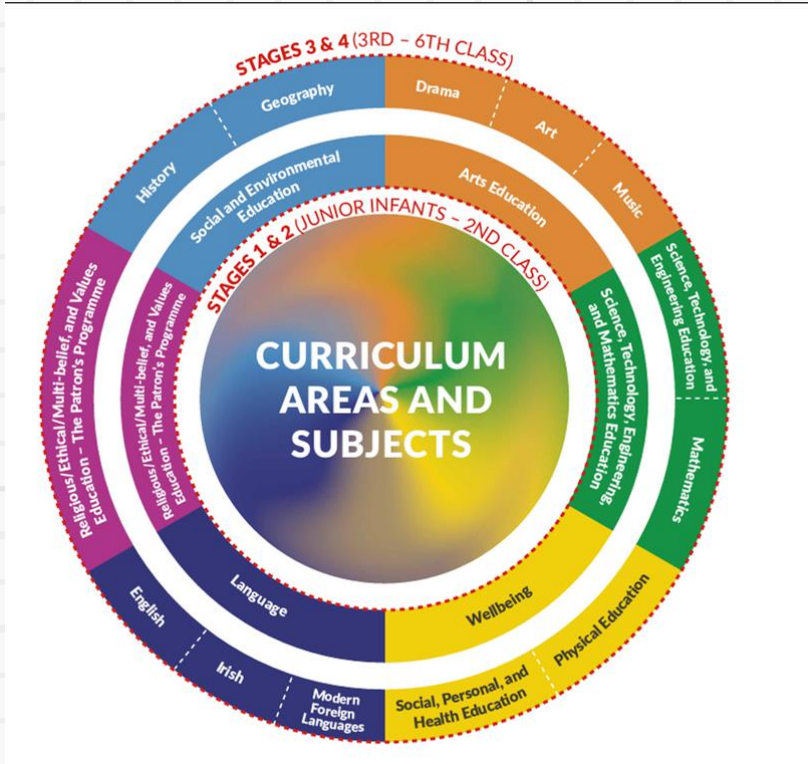 STAGES 3 & 4 (3RD – 6TH CLASS)
Geography
Drama
Art
Music
History
Science, Technology, and
Engineering Education
Mathematics
Physical Education
Social, Personal, and
Health Education
Modern
Foreign
Languages
Irish
English
Religious/Ethical/Multi-belief, and Values
Education – The Patron's Programme
Social and Environmental
Education
Arts Education
Science, Technology, Engineering,
and Mathematics Education
Wellbeing
Language
Religious/Ethical/Multi-belief, and Values
Education – The Patron's Programme
STAGES 1 & 2 (JUNIOR INFANTS – 2ND CLASS)
CURRICULUM
AREAS AND
SUBJECTS